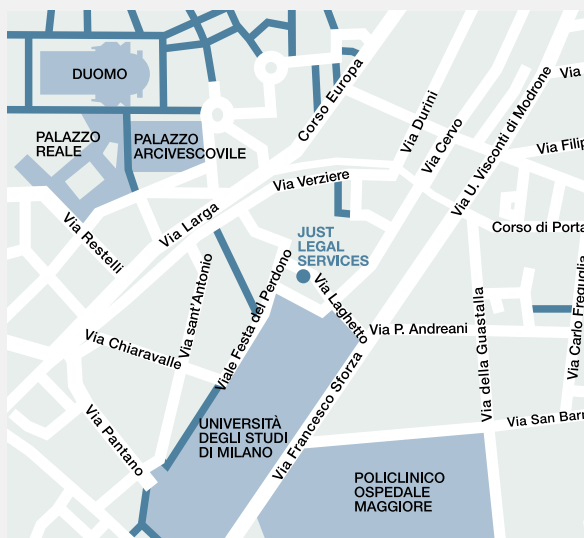 DUOMO
Corso Europa
Via Durini
Via Cervo
Via U. Visconti di Modrone
Via
Via Filip
PALAZZO
REALE
PALAZZO
ARCIVESCOVILE
Via Verziere
Via Restelli
Via Larga
JUST
LEGAL
SERVICES
Corso di Porta
Via sant'Antonio
Viale Festa del Perdono
Via Laghetto
Via P. Andreani
Via della Guastalla
Via Carlo Freguglia
Via Chiaravalle
Via Pantano
UNIVERSITÀ
DEGLI STUDI
DI MILANO
Via Francesco Sforza
Via San Barn
POLICLINICO
OSPEDALE
MAGGIORE